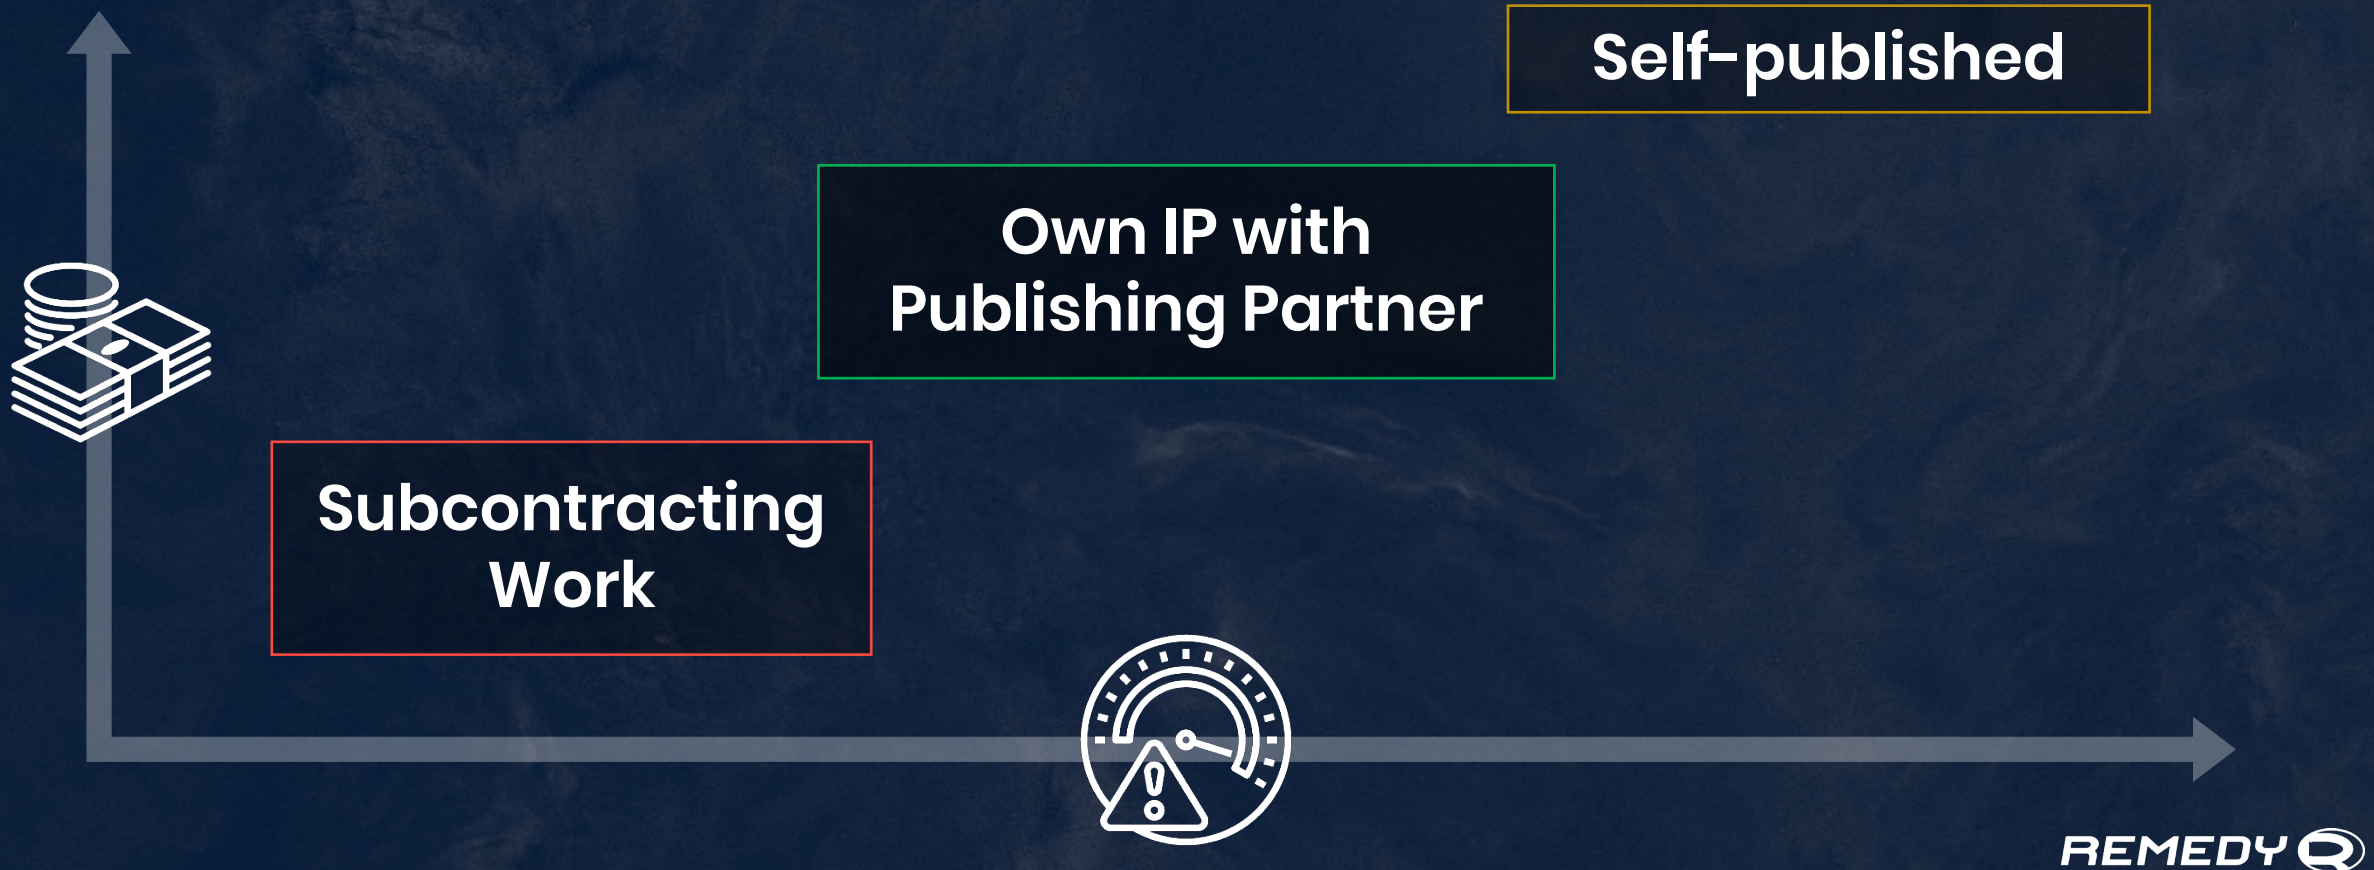 Self-published
Own IP with
Publishing Partner
Subcontracting
Work
REMEDY